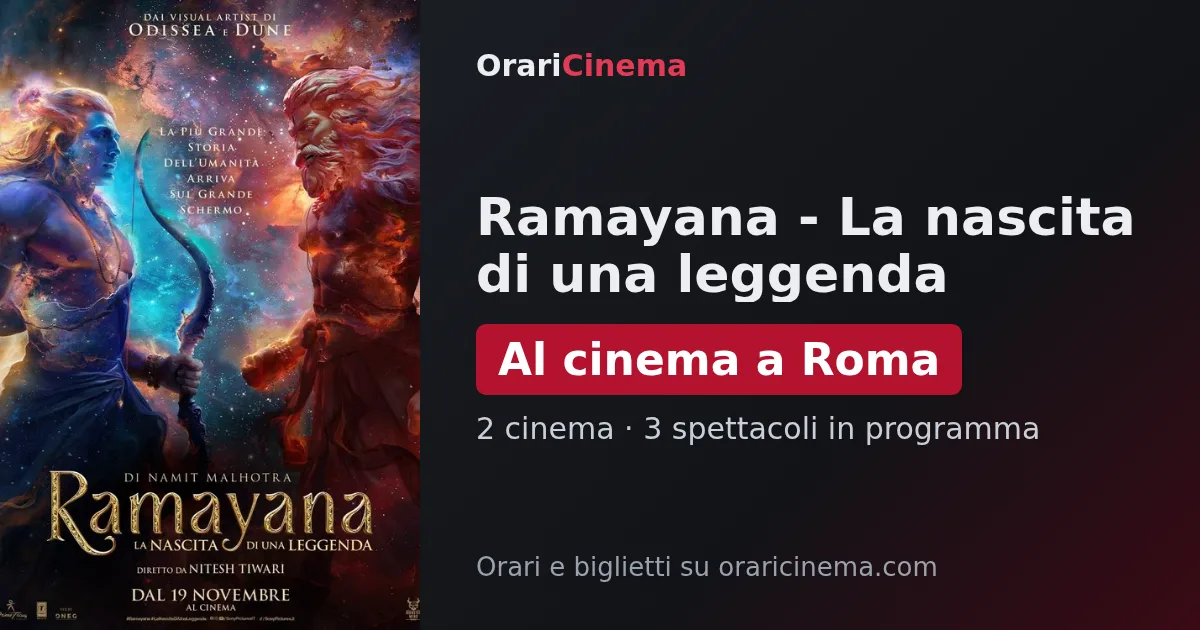 DAI VISUAL ARTIST DI
ODISSEA E DUNE
LA PIÙ GRANDE
STORIA
DELL'UMANITÀ
ARRIVA
SUL GRANDE
SCHERMO
DI NAMIT MALHOTRA
Ramayana
LA NASCITA DI UNA LEGGENDA
DIRETTO DA NITESH TIWARI
DAL 19 NOVEMBRE
AL CINEMA
OrariCinema
Ramayana - La nascita
di una leggenda
Al cinema a Roma
2 cinema · 3 spettacoli in programma
Orari e biglietti su oraricinema.com